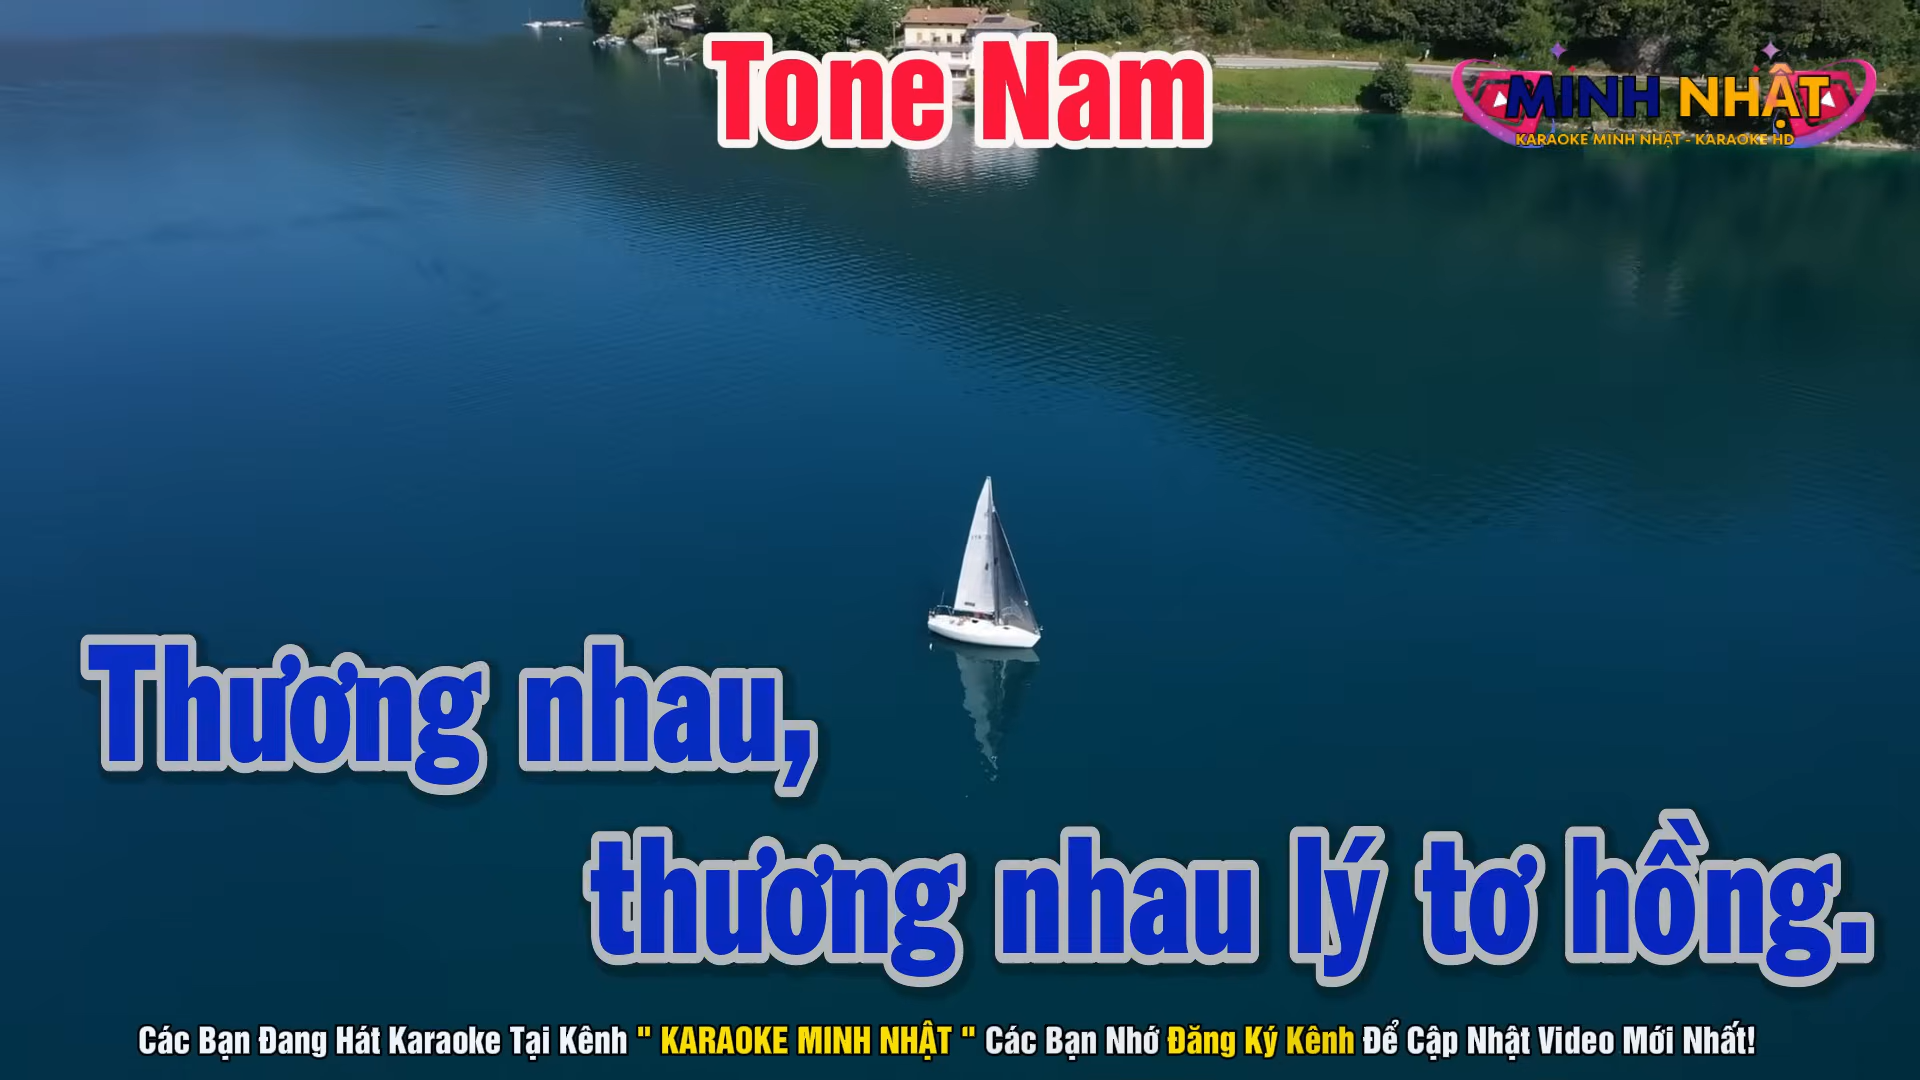 Tone Nam
MINH NHẬT
KARAOKE MINH NHẬT - KARAOKE HD
Thương nhau,
thương nhau lý tơ hồng.
Các Bạn Đang Hát Karaoke Tại Kênh " KARAOKE MINH NHẬT " Các Bạn Nhớ Đăng Ký Kênh Để Cập Nhật Video Mới Nhất!